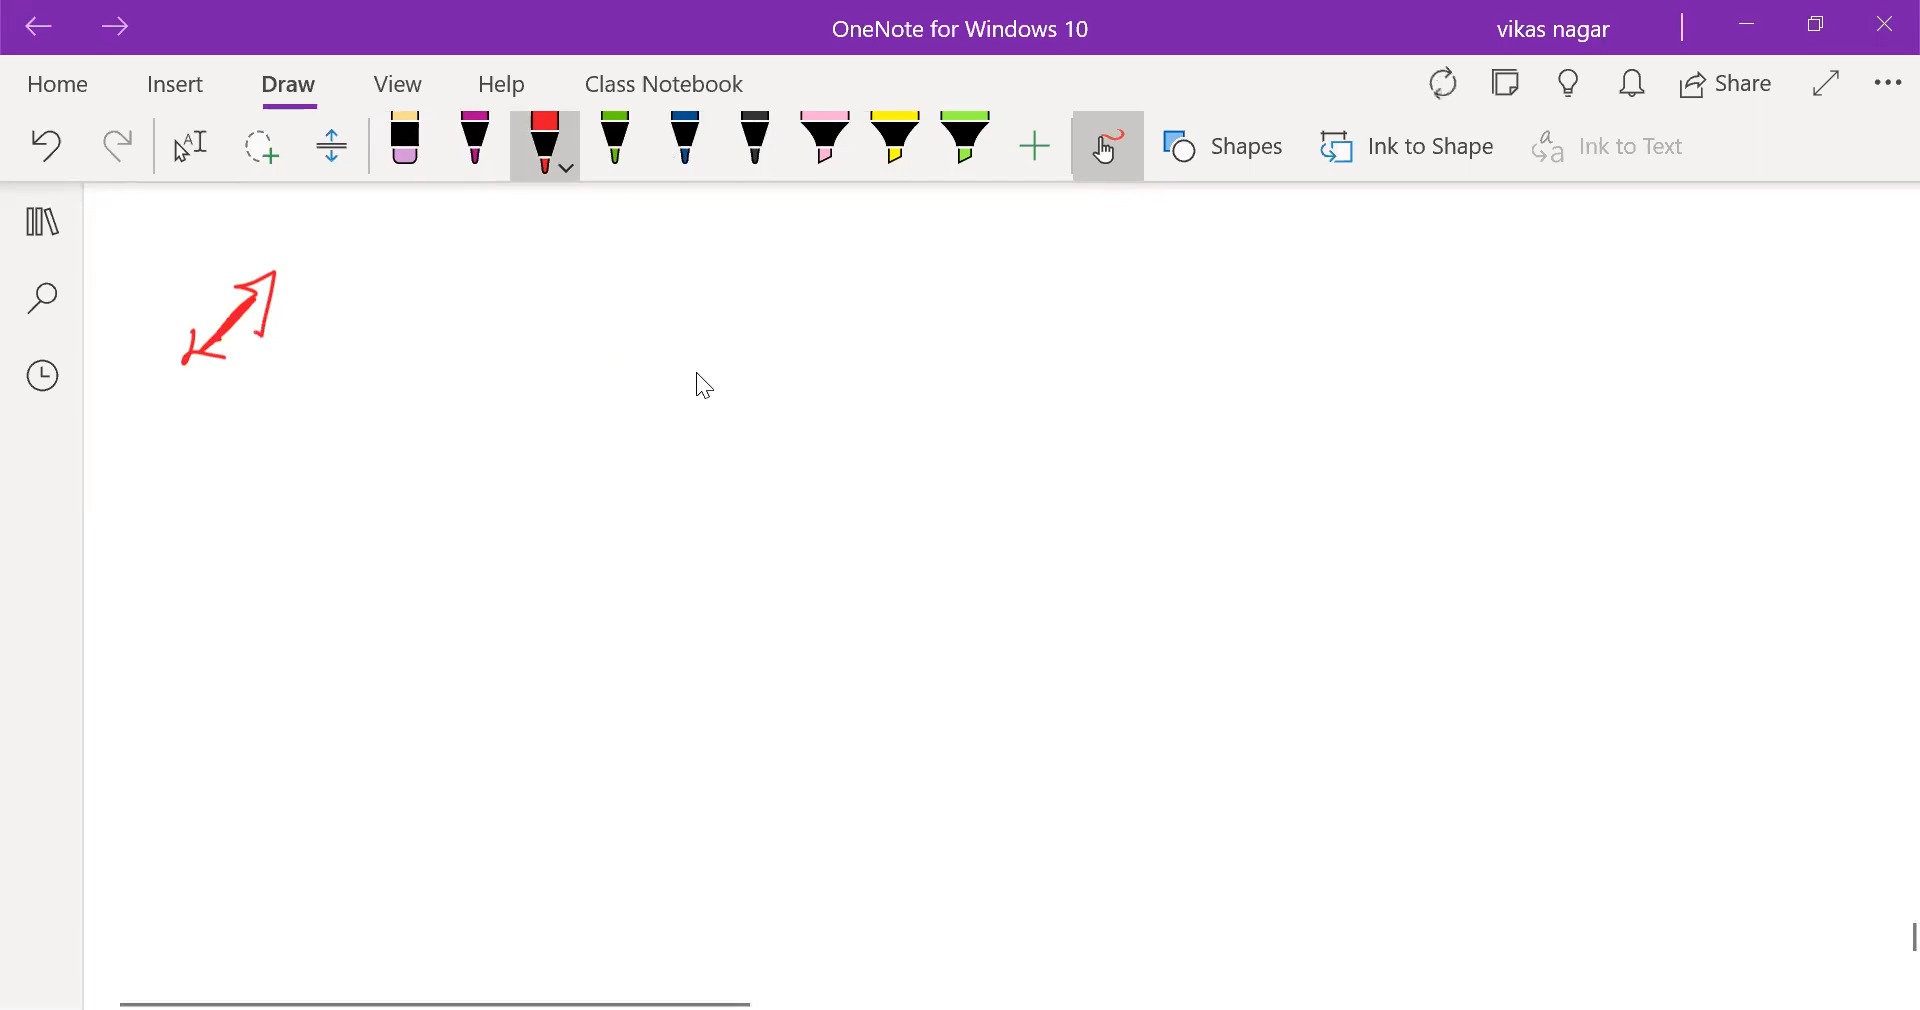 OneNote for Windows 10
vikas nagar
Home Insert Draw View Help Class Notebook
Share
Shapes Ink to Shape Ink to Text